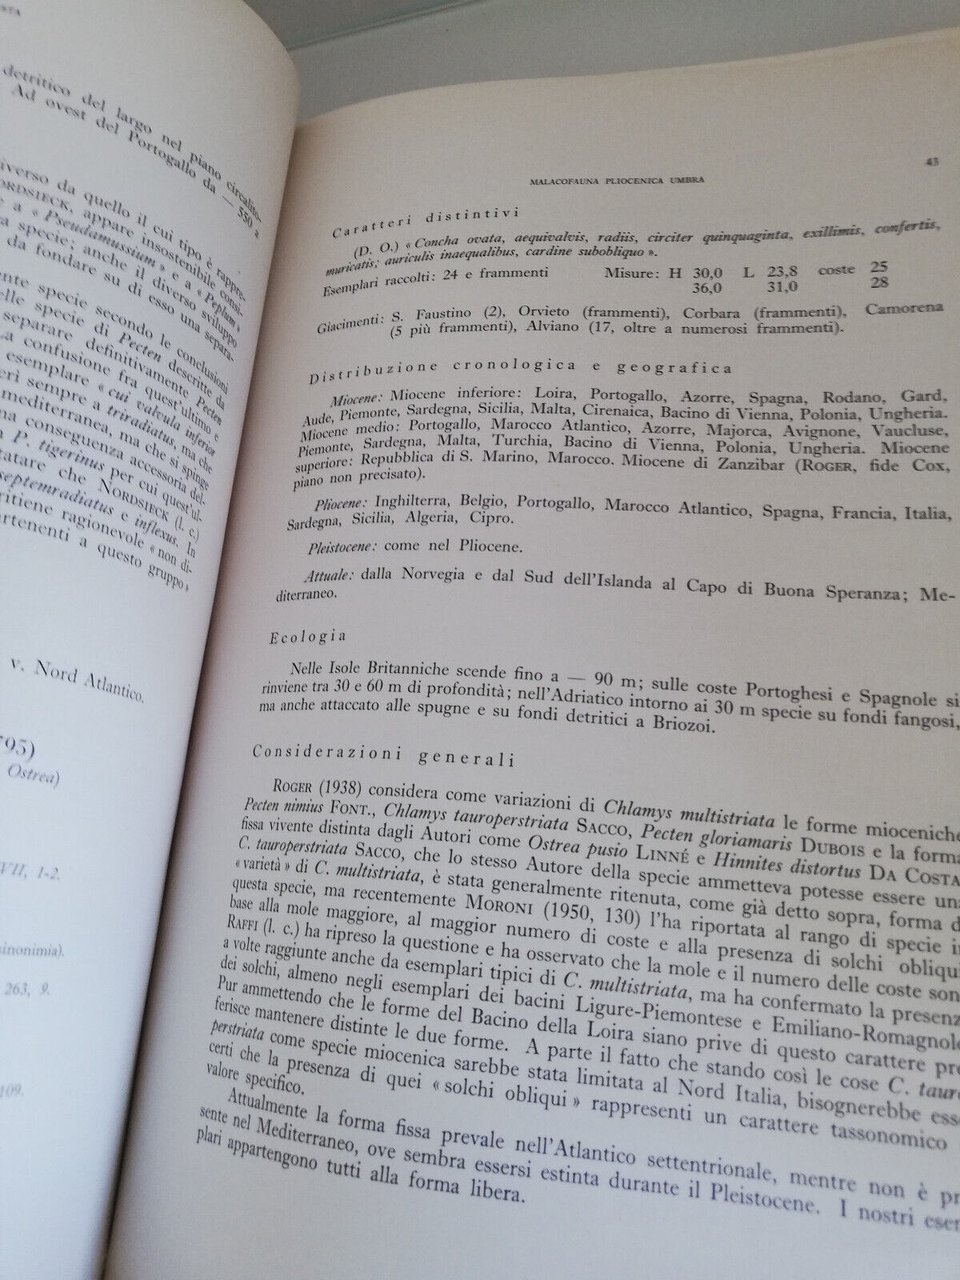 detritico del largo nel piano circalito-
Ad ovest del Portogallo da — 550 a
diverso da quello il cui tipo è rappre-
NORDSIECK, appare insostenibile consi-
a « Pseudamussium » e a « Peplum »
specie; anche il diverso sviluppo
da fondare su di esso una separa-
specie secondo le conclusioni
specie di Pecten descritte da
separare definitivamente Pecten
a confusione fra quest'ultimo e
esemplare « cui valvula inferior
sempre a triradiatus, ma che
mediterranea, ma che si spinge
na conseguenza accessoria del-
P. tigerinus per cui quest'ul-
tatare che NORDSIECK (l. c.)
septemradiatus e inflexus. In
ritiene ragionevole « non di-
artenenti a questo gruppo »
v. Nord Atlantico.
795)
Ostrea)
VII, 1-2.
sinonimia).
263, 9.
109.
43
MALACOFAUNA PLIOCENICA UMBRA
Caratteri distintivi
(D. O.) « Concha ovata, aequivalvis, radiis, circiter quinquaginta, exillimis, confertis,
muricatis; auriculis inaequalibus, cardine subobliquo ».
Esemplari raccolti: 24 e frammenti Misure: H 30,0 L 23,8 coste 25
36,0 31,0 28
Giacimenti: S. Faustino (2), Orvieto (frammenti), Corbara (frammenti), Camorena
(5 più frammenti), Alviano (17, oltre a numerosi frammenti).
Distribuzione cronologica e geografica
Miocene: Miocene inferiore: Loira, Portogallo, Azorre, Spagna, Rodano, Gard,
Aude, Piemonte, Sardegna, Sicilia, Malta, Cirenaica, Bacino di Vienna, Polonia, Ungheria.
Miocene medio: Portogallo, Marocco Atlantico, Azorre, Majorca, Avignone, Vaucluse,
Piemonte, Sardegna, Malta, Turchia, Bacino di Vienna, Polonia, Ungheria. Miocene
superiore: Repubblica di S. Marino, Marocco. Miocene di Zanzibar (ROGER, fide Cox,
piano non precisato).
Pliocene: Inghilterra, Belgio, Portogallo, Marocco Atlantico, Spagna, Francia, Italia,
Sardegna, Sicilia, Algeria, Cipro.
Pleistocene: come nel Pliocene.
Attuale: dalla Norvegia e dal Sud dell'Islanda al Capo di Buona Speranza; Me-
diterraneo.
Ecologia
Nelle Isole Britanniche scende fino a — 90 m; sulle coste Portoghesi e Spagnole si
rinviene tra 30 e 60 m di profondità; nell'Adriatico intorno ai 30 m specie su fondi fangosi,
ma anche attaccato alle spugne e su fondi detritici a Briozoi.
Considerazioni generali
ROGER (1938) considera come variazioni di Chlamys multistriata le forme mioceniche
Pecten nimius FONT., Chlamys tauroperstriata SACCO, Pecten gloriamaris DUBOIS e la forma
fissa vivente distinta dagli Autori come Ostrea pusio LINNÉ e Hinnites distortus DA COSTA.
C. tauroperstriata SACCO, che lo stesso Autore della specie ammetteva potesse essere una
« varietà » di C. multistriata, è stata generalmente ritenuta, come già detto sopra, forma d
questa specie, ma recentemente MORONI (1950, 130) l'ha riportata al rango di specie in
base alla mole maggiore, al maggior numero di coste e alla presenza di solchi obliqui
RAFFI (l. c.) ha ripreso la questione e ha osservato che la mole e il numero delle coste son
a volte raggiunte anche da esemplari tipici di C. multistriata, ma ha confermato la presenz
dei solchi, almeno negli esemplari dei bacini Ligure-Piemontese e Emiliano-Romagnolo
Pur ammettendo che le forme del Bacino della Loira siano prive di questo carattere pre
ferisce mantenere distinte le due forme. A parte il fatto che stando così le cose C. tauro
perstriata come specie miocenica sarebbe stata limitata al Nord Italia, bisognerebbe esse
certi che la presenza di quei « solchi obliqui » rappresenti un carattere tassonomico
valore specifico.
Attualmente la forma fissa prevale nell'Atlantico settentrionale, mentre non è pr
sente nel Mediterraneo, ove sembra essersi estinta durante il Pleistocene. I nostri esem
plari appartengono tutti alla forma libera.